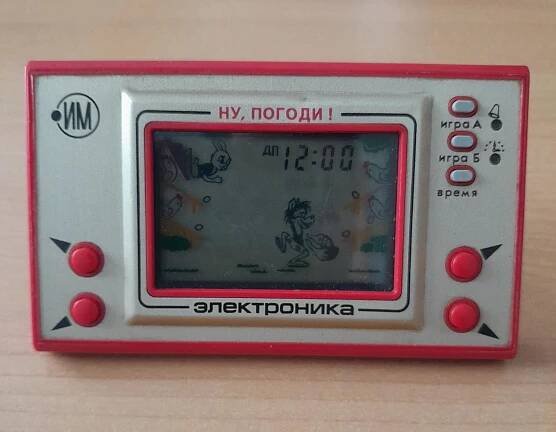 ИМ
НУ, ПОГОДИ !
игра А
ДП 12:00
игра Б
время
электроника